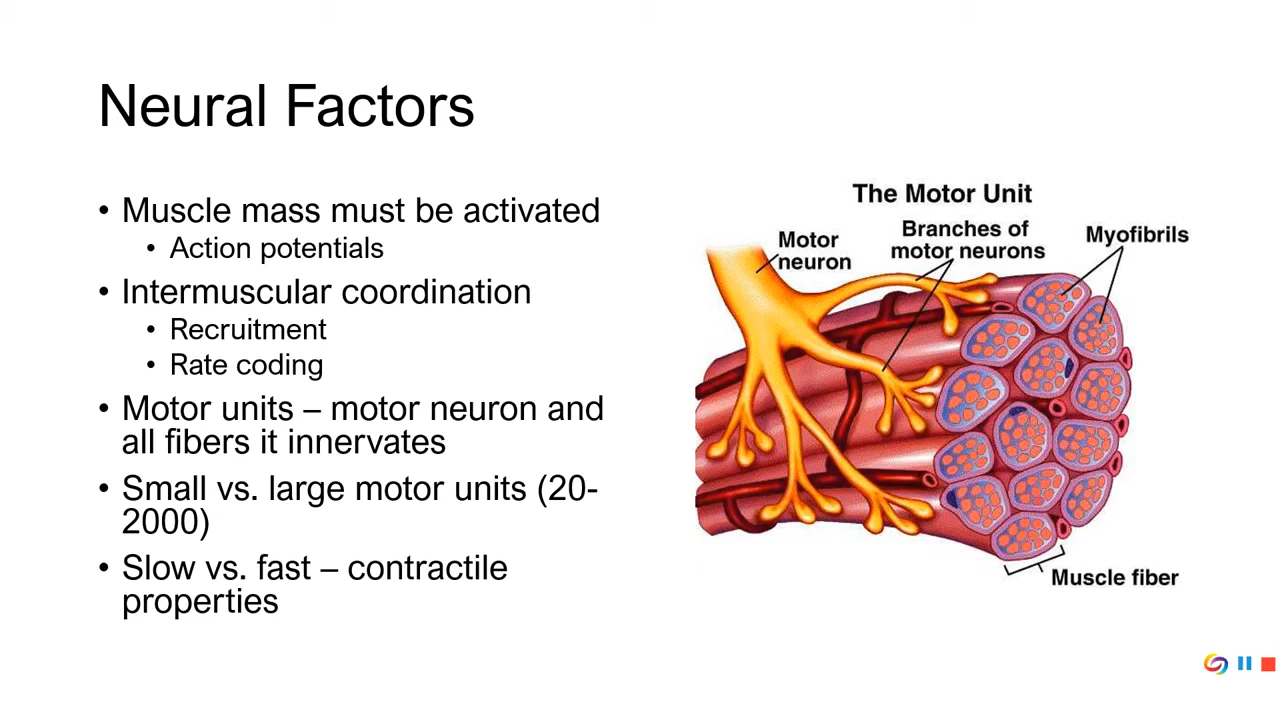 Neural Factors
• Muscle mass must be activated
• Action potentials
• Intermuscular coordination
• Recruitment
• Rate coding
• Motor units – motor neuron and
all fibers it innervates
• Small vs. large motor units (20-
2000)
• Slow vs. fast – contractile
properties
The Motor Unit
Motor
neuron
Branches of
motor neurons
Myofibrils
Muscle fiber